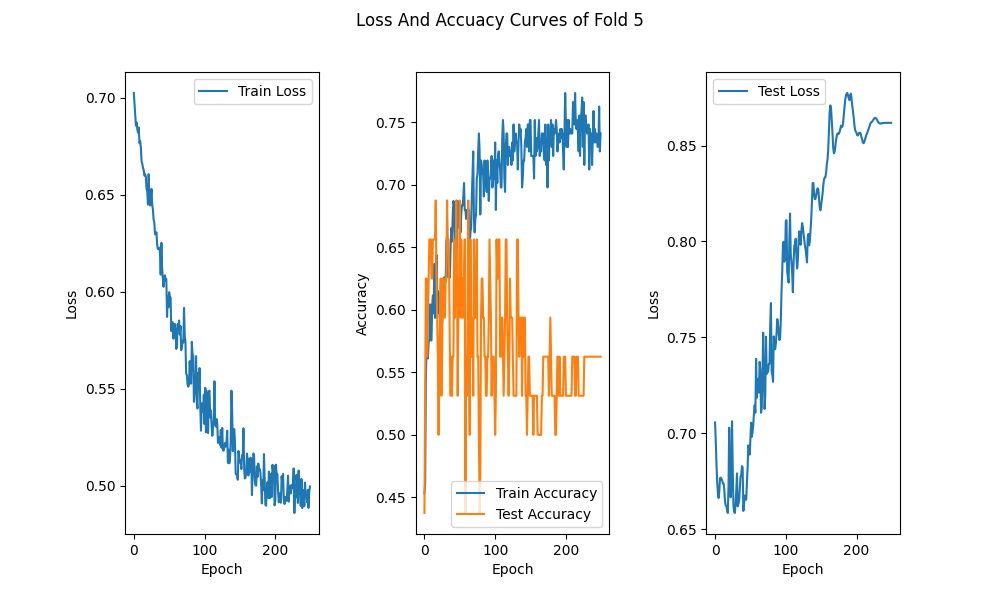 Loss And Accuacy Curves of Fold 5
Loss
0.70
0.65
0.60
0.55
0.50
Train Loss
0 100 200
Epoch
Accuracy
0.75
0.70
0.65
0.60
0.55
0.50
0.45
Train Accuracy
Test Accuracy
0 100 200
Epoch
Loss
0.85
0.80
0.75
0.70
0.65
Test Loss
0 100 200
Epoch